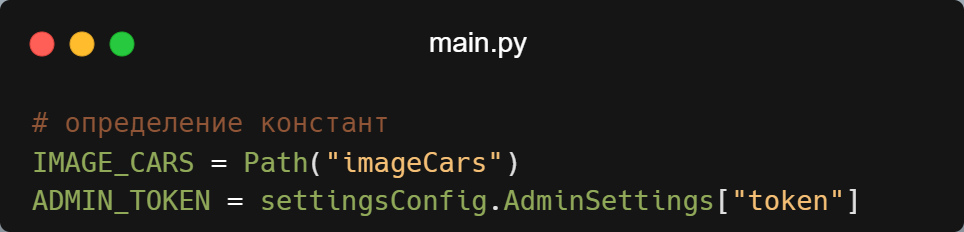 main.py
# определение констант
IMAGE_CARS = Path("imageCars")
ADMIN_TOKEN = settingsConfig.AdminSettings["token"]